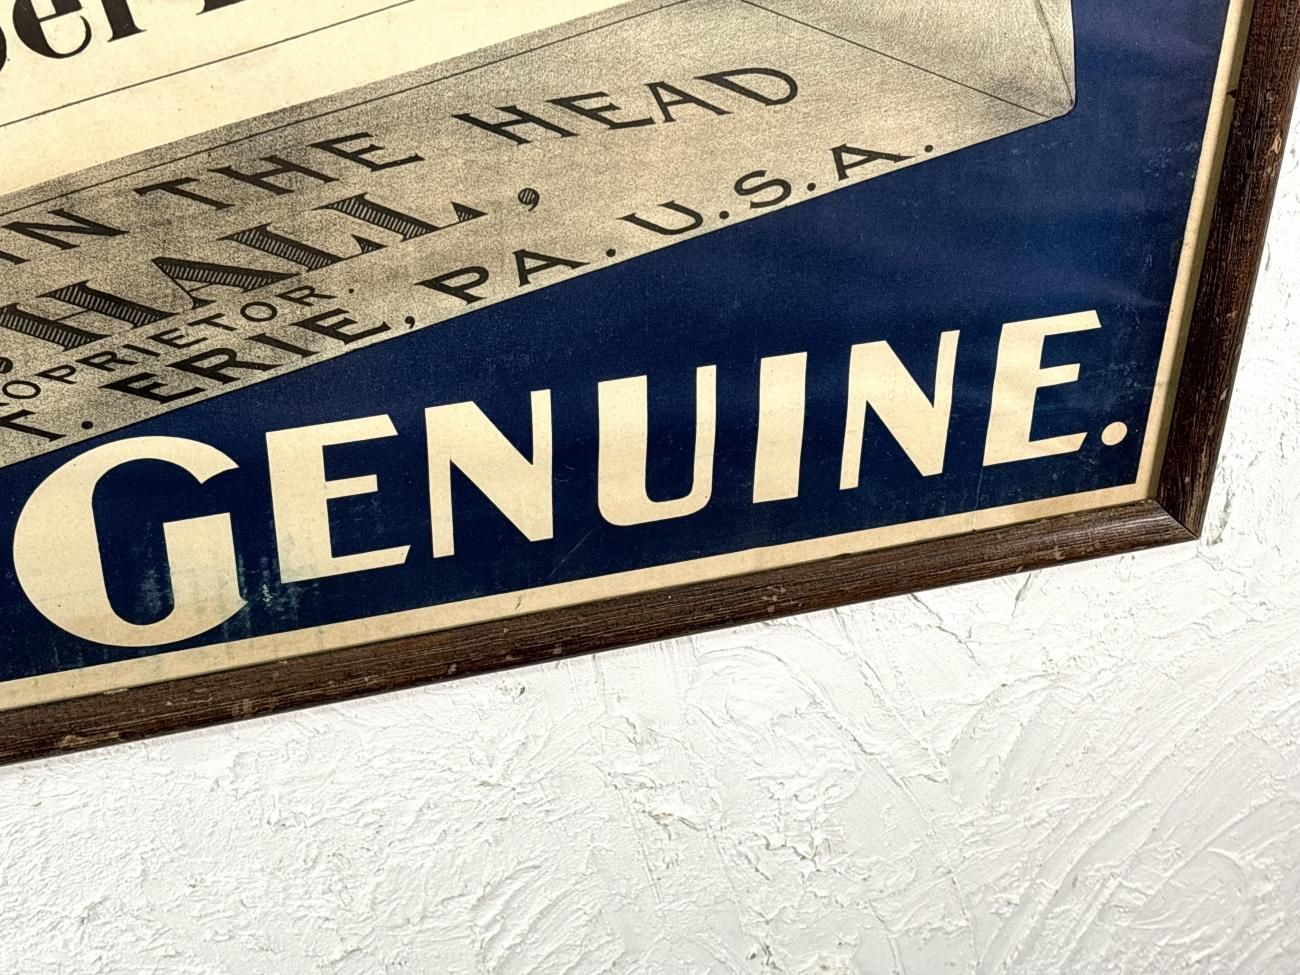 IN THE HEAD
HALL,
PROPRIETOR.
T. ERIE, PA. U.S.A.
GENUINE.